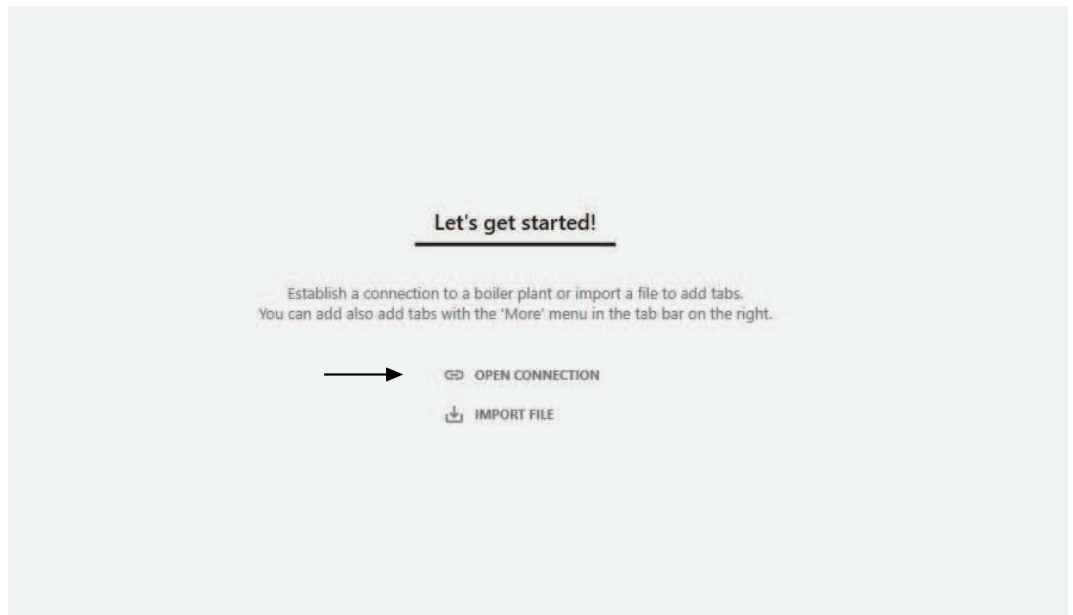 Let's get started!
Establish a connection to a boiler plant or import a file to add tabs.
You can add also add tabs with the 'More' menu in the tab bar on the right.
OPEN CONNECTION
IMPORT FILE